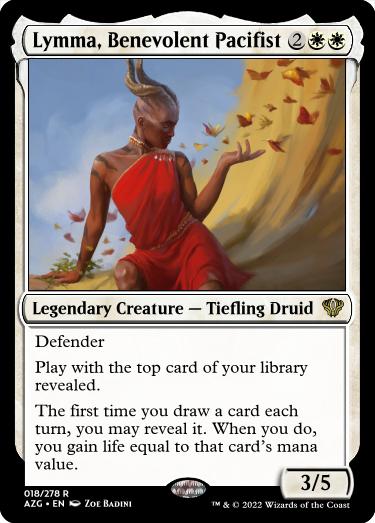 Lymma, Benevolent Pacifist 2
Legendary Creature — Tiefling Druid
Defender
Play with the top card of your library
revealed.
The first time you draw a card each
turn, you may reveal it. When you do,
you gain life equal to that card's mana
value.
3/5
018/278 R
AZG • EN Zoe Badini
™ & © 2022 Wizards of the Coast